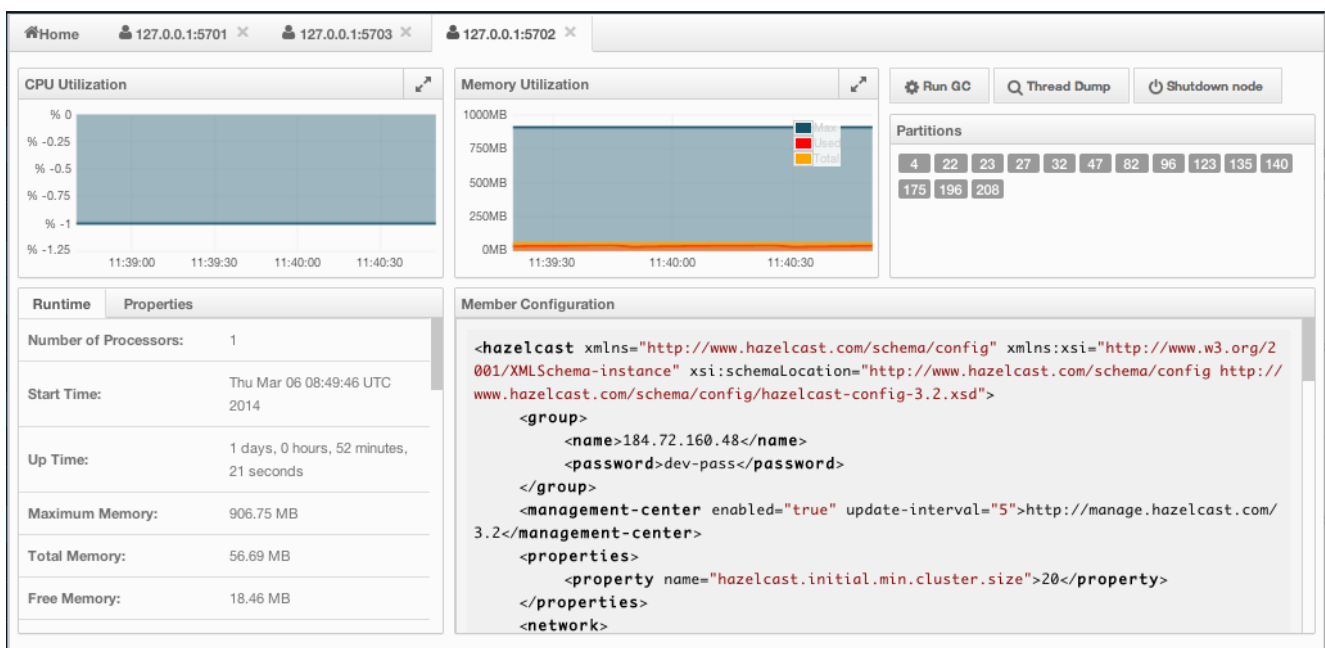 Home 127.0.0.1:5701 127.0.0.1:5703 127.0.0.1:5702
CPU Utilization
% 0
% -0.25
% -0.5
% -0.75
% -1
% -1.25
11:39:00 11:39:30 11:40:00 11:40:30
Memory Utilization
1000MB
750MB
500MB
250MB
0MB
Max
Used
Total
11:39:30 11:40:00 11:40:30
Run GC Thread Dump Shutdown node
Partitions
4 22 23 27 32 47 82 96 123 135 140
175 196 208
Runtime Properties
Number of Processors: 1
Start Time: Thu Mar 06 08:49:46 UTC
2014
Up Time: 1 days, 0 hours, 52 minutes,
21 seconds
Maximum Memory: 906.75 MB
Total Memory: 56.69 MB
Free Memory: 18.46 MB
Member Configuration
<hazelcast xmlns="http://www.hazelcast.com/schema/config" xmlns:xsi="http://www.w3.org/2
001/XMLSchema-instance" xsi:schemaLocation="http://www.hazelcast.com/schema/config http://
www.hazelcast.com/schema/config/hazelcast-config-3.2.xsd">
<group>
<name>184.72.160.48</name>
<password>dev-pass</password>
</group>
<management-center enabled="true" update-interval="5">http://manage.hazelcast.com/
3.2</management-center>
<properties>
<property name="hazelcast.initial.min.cluster.size">20</property>
</properties>
<network>